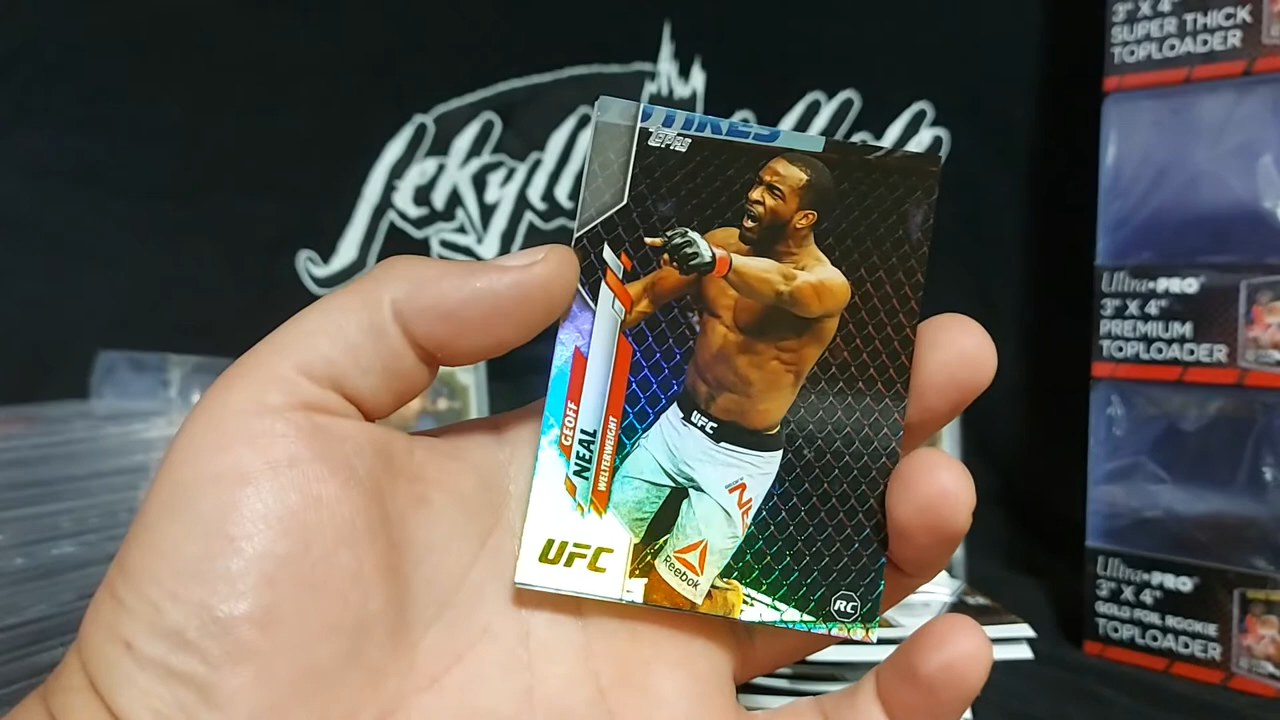 Jekyll
TOPPS
GEOFF
NEAL
WELTERWEIGHT
UFC
UFC
Reebok
RC
3" X 4"
SUPER THICK
TOPLOADER
Ultra•PRO
3" X 4"
PREMIUM
TOPLOADER
Ultra•PRO
3" X 4"
GOLD FOIL ROOKIE
TOPLOADER